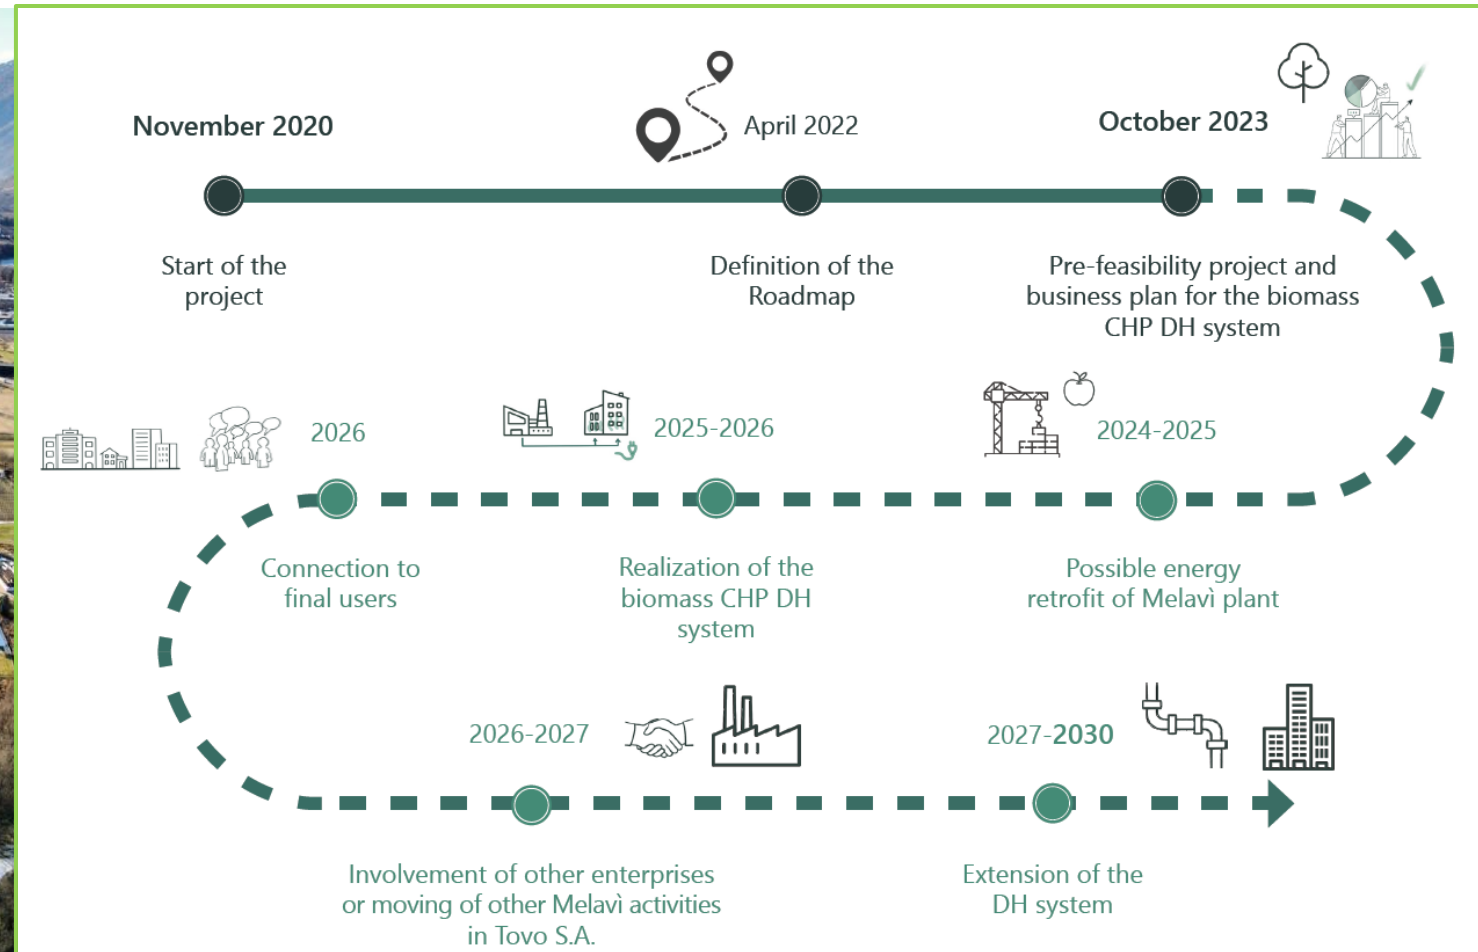 November 2020
April 2022
October 2023
Start of the
project
Definition of the
Roadmap
Pre-feasibility project and
business plan for the biomass
CHP DH system
2026
2025-2026
2024-2025
Connection to
final users
Realization of the
biomass CHP DH
system
Possible energy
retrofit of Melavì plant
2026-2027
2027-2030
Involvement of other enterprises
or moving of other Melavì activities
in Tovo S.A.
Extension of the
DH system